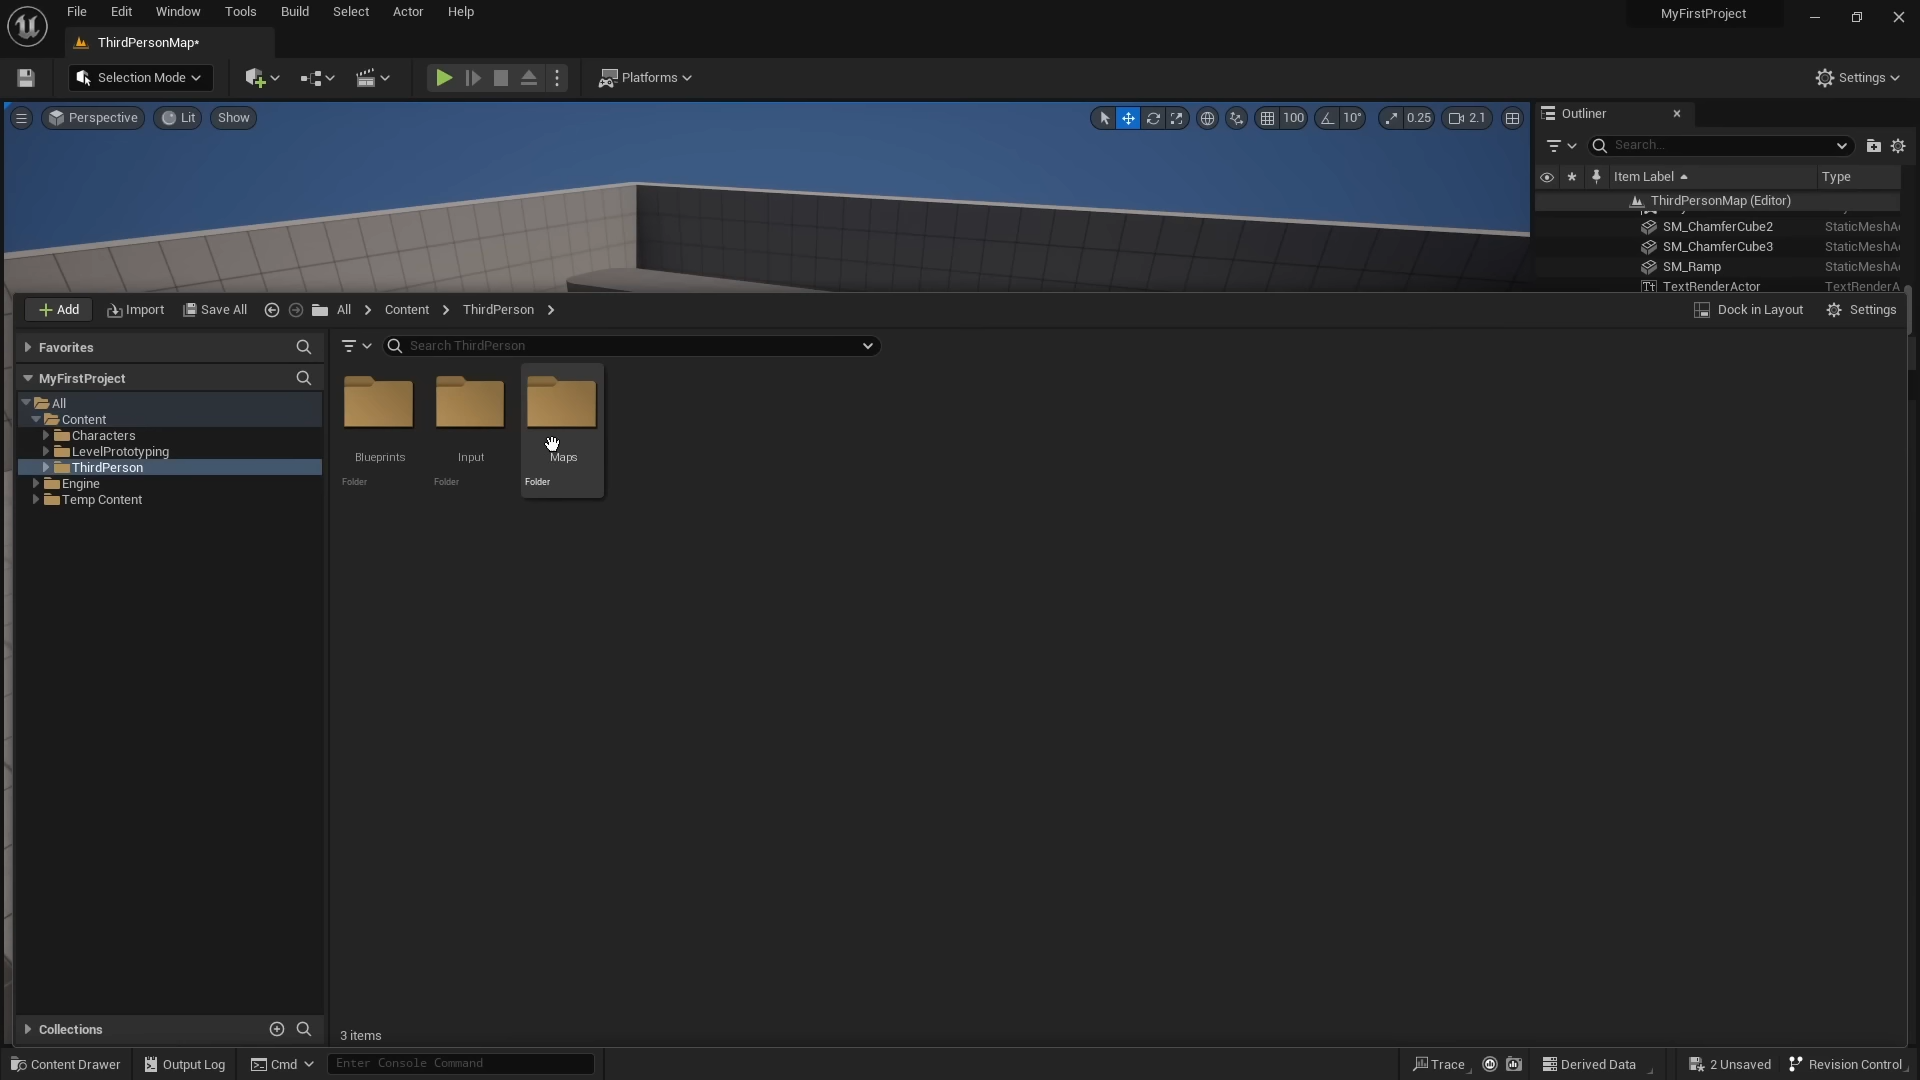 File Edit Window Tools Build Select Actor Help
MyFirstProject
ThirdPersonMap*
Selection Mode
Platforms
Settings
Perspective
Lit
Show
100
10°
0.25
2.1
Outliner
Search...
Item Label
Type
ThirdPersonMap (Editor)
SM_ChamferCube2
StaticMeshA
SM_ChamferCube3
StaticMeshA
SM_Ramp
StaticMeshA
TextRenderActor
TextRenderA
Add
Import
Save All
All
Content
ThirdPerson
Dock in Layout
Settings
Favorites
Search ThirdPerson
MyFirstProject
All
Content
Characters
LevelPrototyping
ThirdPerson
Engine
Temp Content
Blueprints
Folder
Input
Folder
Maps
Folder
Collections
3 items
Content Drawer
Output Log
Cmd
Enter Console Command
Trace
Derived Data
2 Unsaved
Revision Control